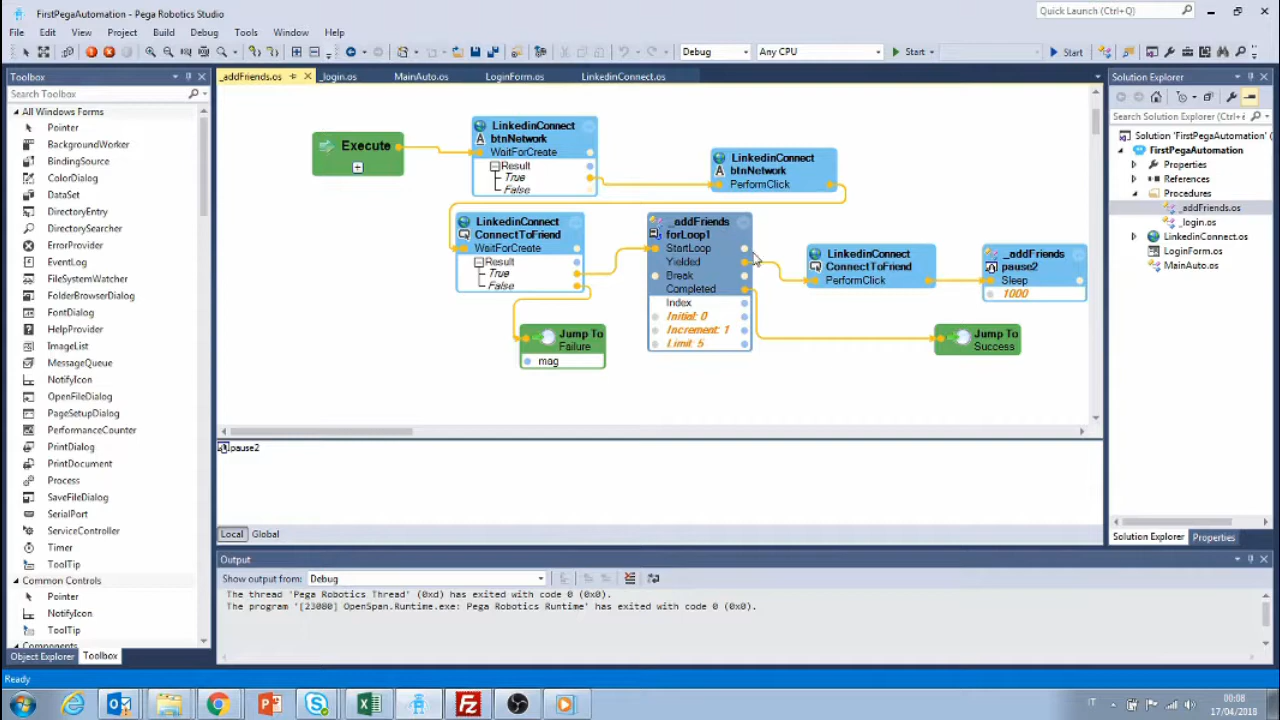 FirstPegaAutomation - Pega Robotics Studio
Quick Launch (Ctrl+Q)
File Edit View Project Build Debug Tools Window Help
Debug Any CPU Start Start
Toolbox
Search Toolbox
All Windows Forms
Pointer
BackgroundWorker
BindingSource
ColorDialog
DataSet
DirectoryEntry
DirectorySearcher
ErrorProvider
EventLog
FileSystemWatcher
FolderBrowserDialog
FontDialog
HelpProvider
ImageList
MessageQueue
NotifyIcon
OpenFileDialog
PageSetupDialog
PerformanceCounter
PrintDialog
PrintDocument
Process
SaveFileDialog
SerialPort
ServiceController
Timer
ToolTip
Common Controls
Pointer
NotifyIcon
ToolTip
Components
Object Explorer Toolbox
_addFriends.os _login.os MainAuto.os LoginForm.os LinkedinConnect.os
Execute
LinkedinConnect
btnNetwork
WaitForCreate
Result
True
False
LinkedinConnect
btnNetwork
PerformClick
LinkedinConnect
ConnectToFriend
WaitForCreate
Result
True
False
Jump To
Failure
mag
_addFriends
forLoop1
StartLoop
Yielded
Break
Completed
Index
Initial: 0
Increment: 1
Limit: 5
LinkedinConnect
ConnectToFriend
PerformClick
_addFriends
pause2
Sleep
1000
Jump To
Success
pause2
Local Global
Output
Show output from: Debug
The thread 'Pega Robotics Thread' (0xd) has exited with code 0 (0x0).
The program '[23080] OpenSpan.Runtime.exe: Pega Robotics Runtime' has exited with code 0 (0x0).
Solution Explorer
Search Solution Explorer (Ctrl+è)
Solution 'FirstPegaAutomation' (
FirstPegaAutomation
Properties
References
Procedures
_addFriends.os
_login.os
LinkedinConnect.os
LoginForm.os
MainAuto.os
Solution Explorer Properties
Ready
IT
00:08
17/04/2018